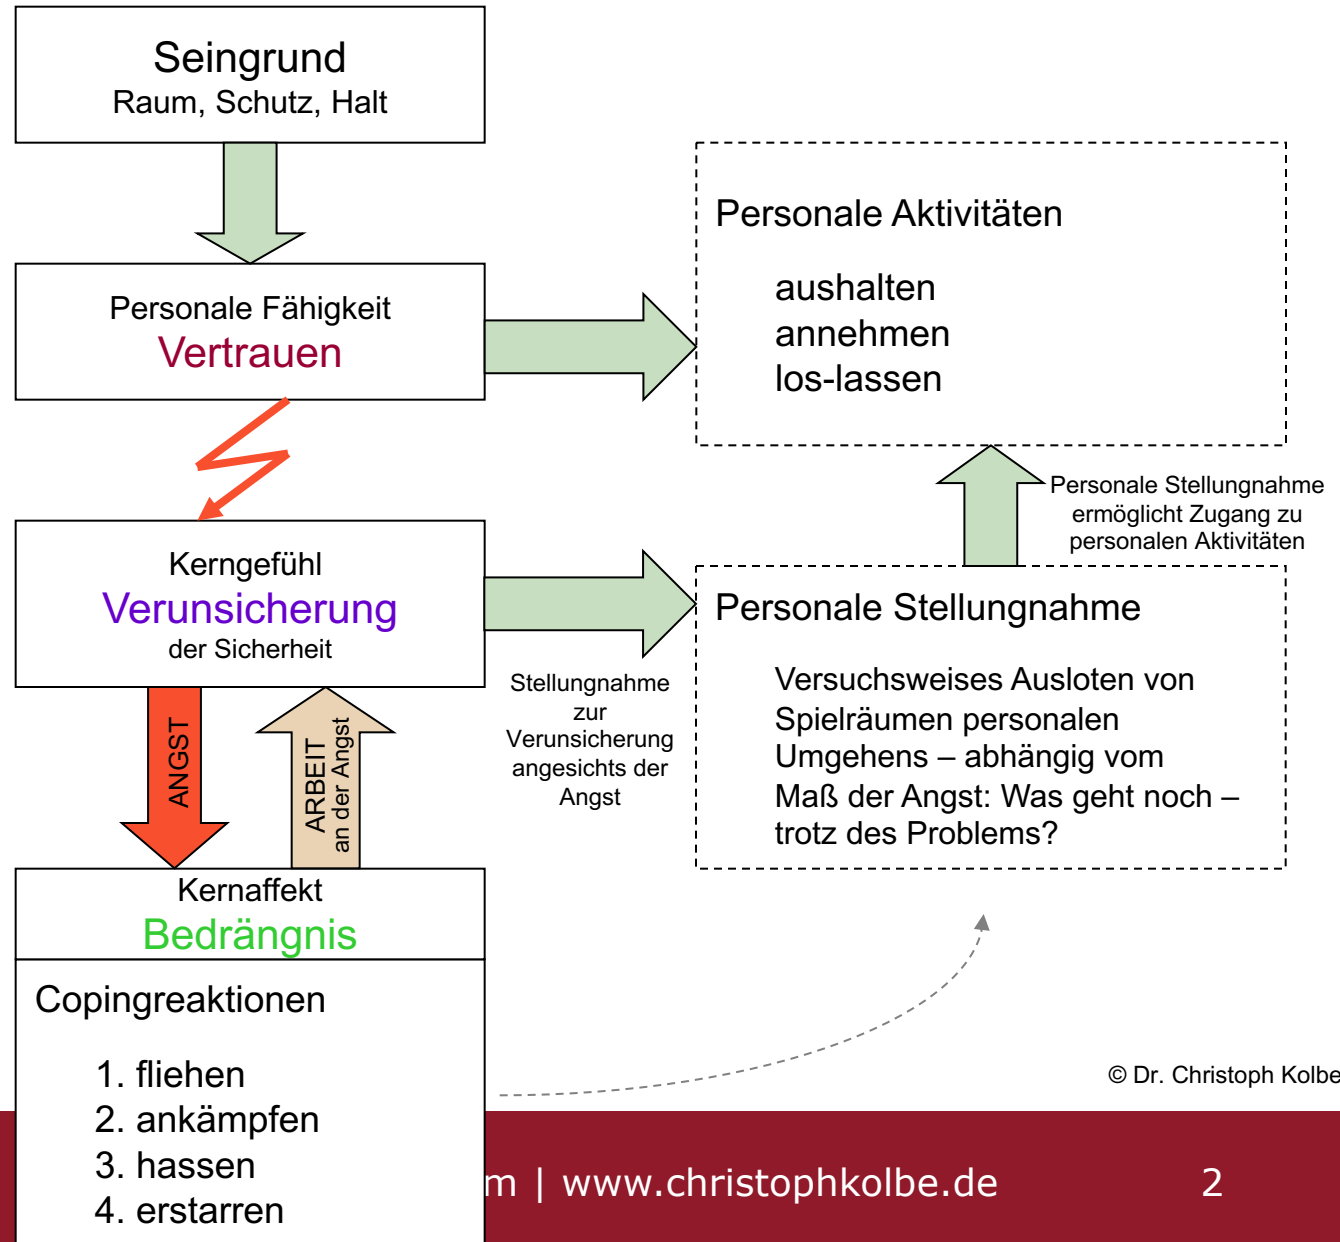 Seingrund
Raum, Schutz, Halt
Personale Fähigkeit
Vertrauen
Personale Aktivitäten
aushalten
annehmen
los-lassen
Personale Stellungnahme
ermöglicht Zugang zu
personalen Aktivitäten
Kerngefühl
Verunsicherung
der Sicherheit
Stellungnahme
zur
Verunsicherung
angesichts der
Angst
Personale Stellungnahme
Versuchsweises Ausloten von
Spielräumen personalen
Umgehens – abhängig vom
Maß der Angst: Was geht noch –
trotz des Problems?
ANGST
ARBEIT
an der Angst
Kernaffekt
Bedrängnis
Copingreaktionen
1. fliehen
2. ankämpfen
3. hassen
4. erstarren
© Dr. Christoph Kolbe
m | www.christophkolbe.de
2